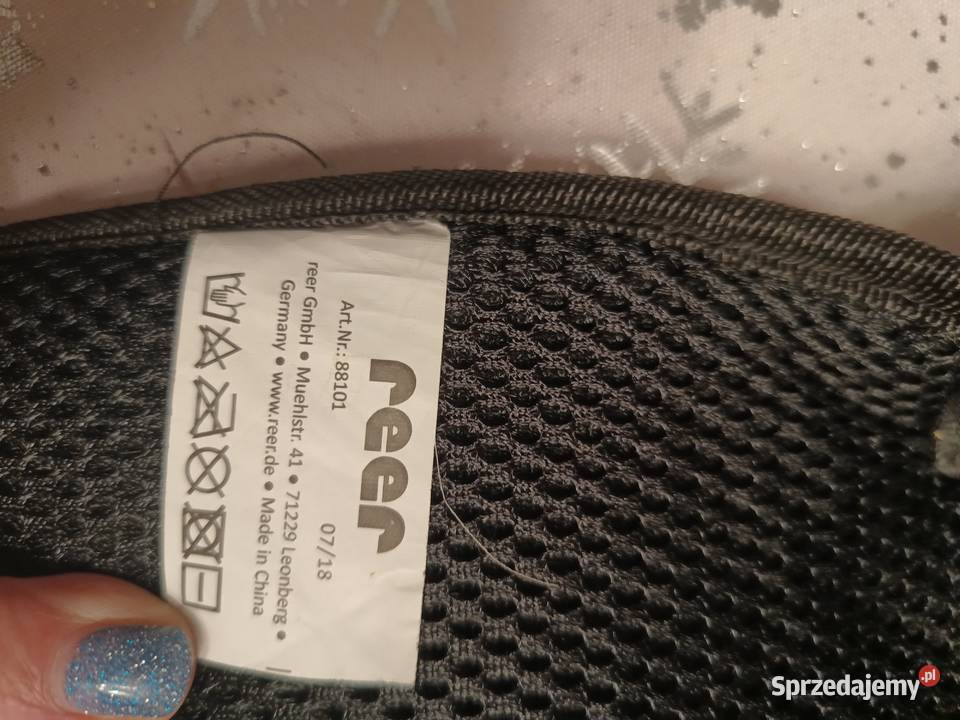 reer
Art.Nr.: 88101 07/18
reer GmbH • Muehlstr. 41 • 71229 Leonberg •
Germany • www.reer.de • Made in China
Sprzedajemy.pl